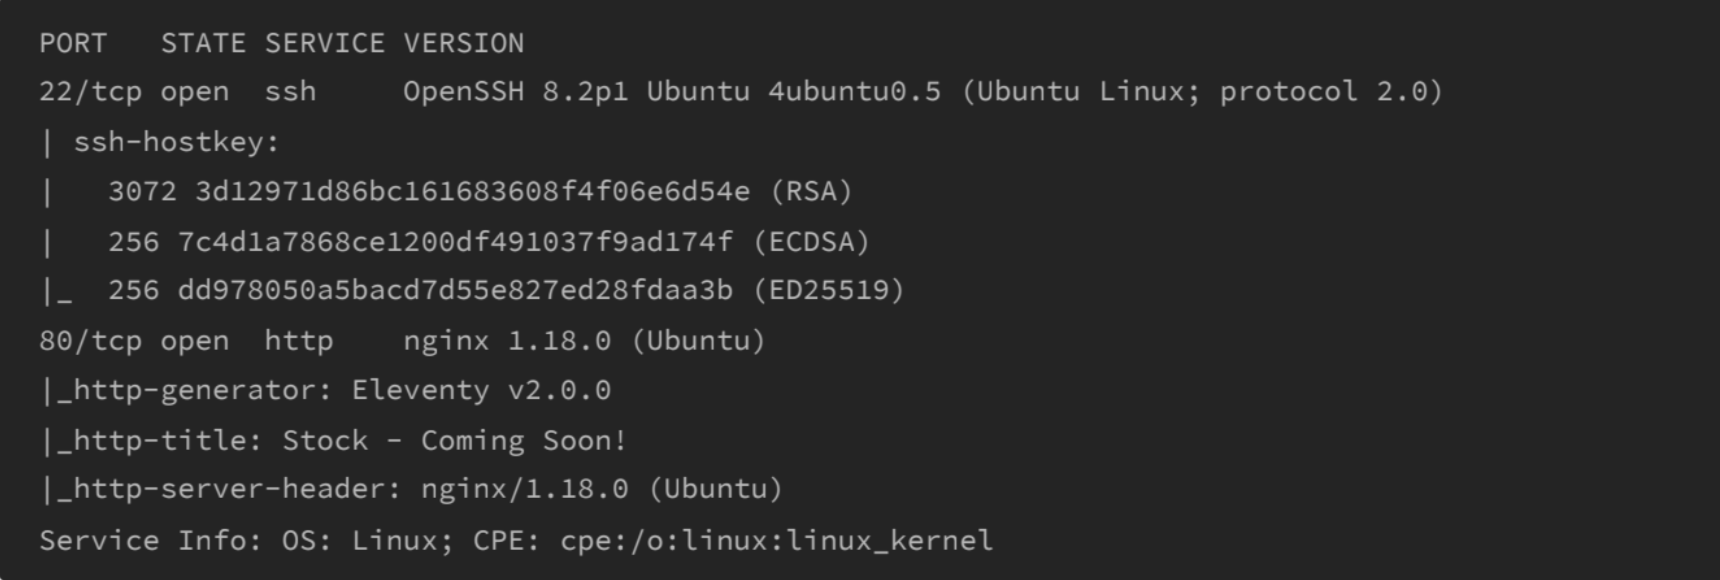 PORT   STATE SERVICE VERSION
22/tcp open  ssh     OpenSSH 8.2p1 Ubuntu 4ubuntu0.5 (Ubuntu Linux; protocol 2.0)
| ssh-hostkey:
|   3072 3d12971d86bc161683608f4f06e6d54e (RSA)
|   256 7c4d1a7868ce1200df491037f9ad174f (ECDSA)
|_  256 dd978050a5bacd7d55e827ed28fdaa3b (ED25519)
80/tcp open  http    nginx 1.18.0 (Ubuntu)
|_http-generator: Eleventy v2.0.0
|_http-title: Stock - Coming Soon!
|_http-server-header: nginx/1.18.0 (Ubuntu)
Service Info: OS: Linux; CPE: cpe:/o:linux:linux_kernel